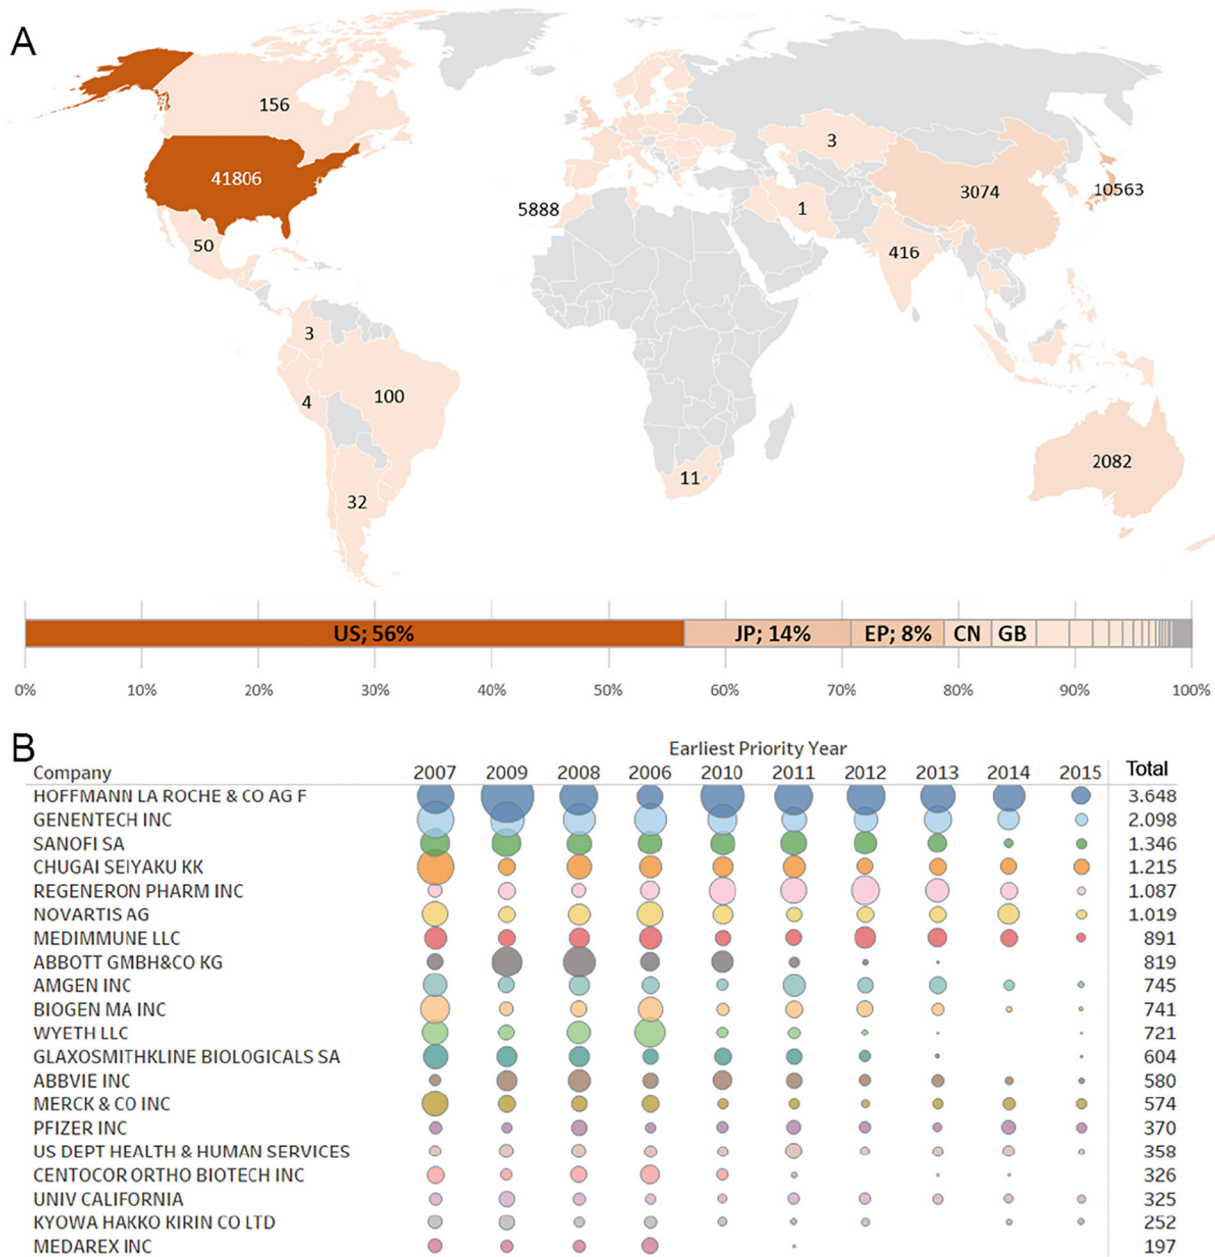 A
156
41806
50
5888
3
3074
10563
1
416
3
4
100
32
11
2082
US; 56%
JP; 14%
EP; 8%
CN
GB
0%
10%
20%
30%
40%
50%
60%
70%
80%
90%
100%
B
Earliest Priority Year
Company 2007 2009 2008 2006 2010 2011 2012 2013 2014 2015 Total
HOFFMANN LA ROCHE & CO AG F 3.648
GENENTECH INC 2.098
SANOFI SA 1.346
CHUGAI SEIYAKU KK 1.215
REGENERON PHARM INC 1.087
NOVARTIS AG 1.019
MEDIMMUNE LLC 891
ABBOTT GMBH&CO KG 819
AMGEN INC 745
BIOGEN MA INC 741
WYETH LLC 721
GLAXOSMITHKLINE BIOLOGICALS SA 604
ABBVIE INC 580
MERCK & CO INC 574
PFIZER INC 370
US DEPT HEALTH & HUMAN SERVICES 358
CENTOCOR ORTHO BIOTECH INC 326
UNIV CALIFORNIA 325
KYOWA HAKKO KIRIN CO LTD 252
MEDAREX INC 197